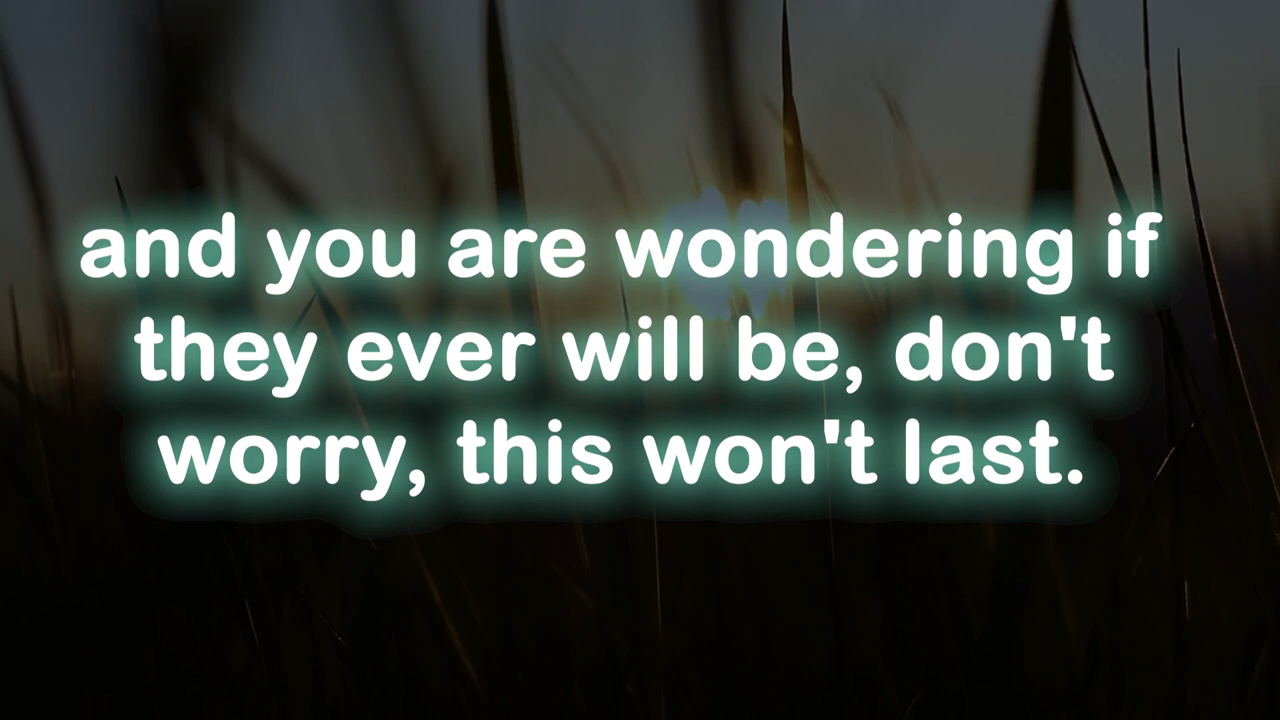 and you are wondering if
they ever will be, don't
worry, this won't last.